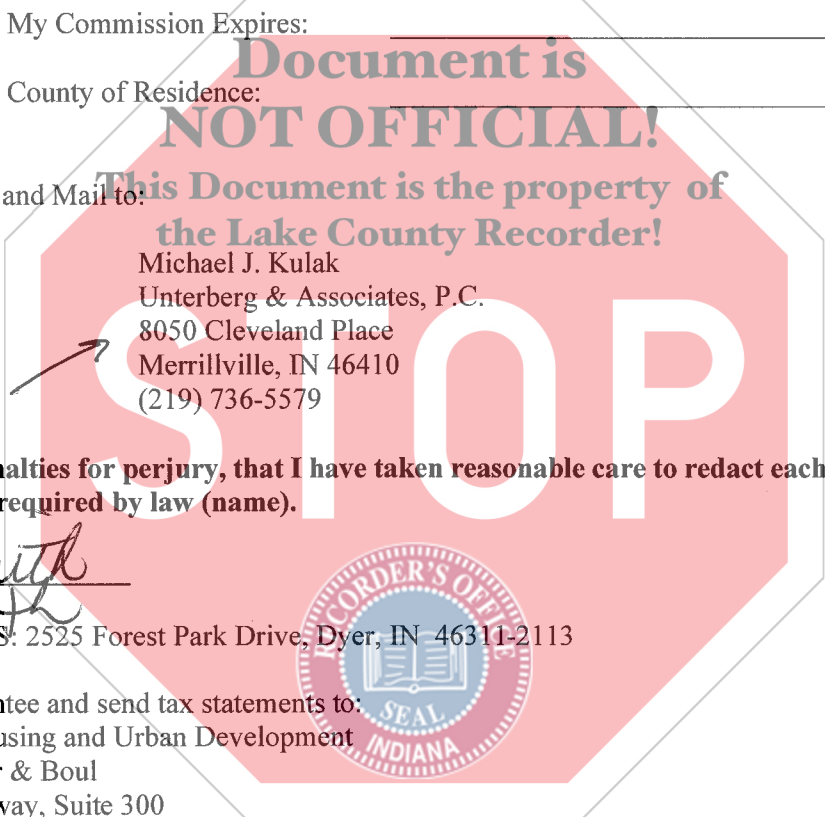 My Commission Expires:
Document is
County of Residence:
NOT OFFICIAL!
This Document is the property of
and Mail to:
the Lake County Recorder!
Michael J. Kulak
Unterberg & Associates, P.C.
8050 Cleveland Place
Merrillville, IN 46410
(219) 736-5579
STOP
nalties for perjury, that I have taken reasonable care to redact each
required by law (name).
RECORDER'S OFFICE
S: 2525 Forest Park Drive, Dyer, IN 46311-2113
ntee and send tax statements to:
SEAL
using and Urban Development
INDIANA
r & Boul
way, Suite 300